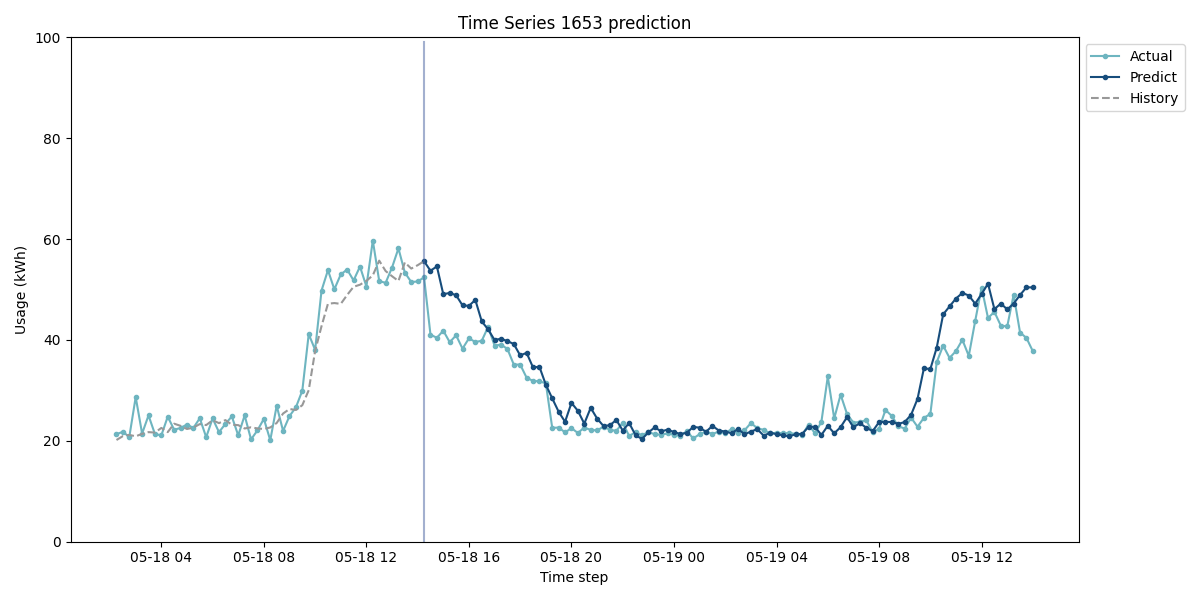 Time Series 1653 prediction
Usage (kWh)
100
80
60
40
20
0
05-18 04
05-18 08
05-18 12
05-18 16
05-18 20
05-19 00
05-19 04
05-19 08
05-19 12
Time step
Actual
Predict
History